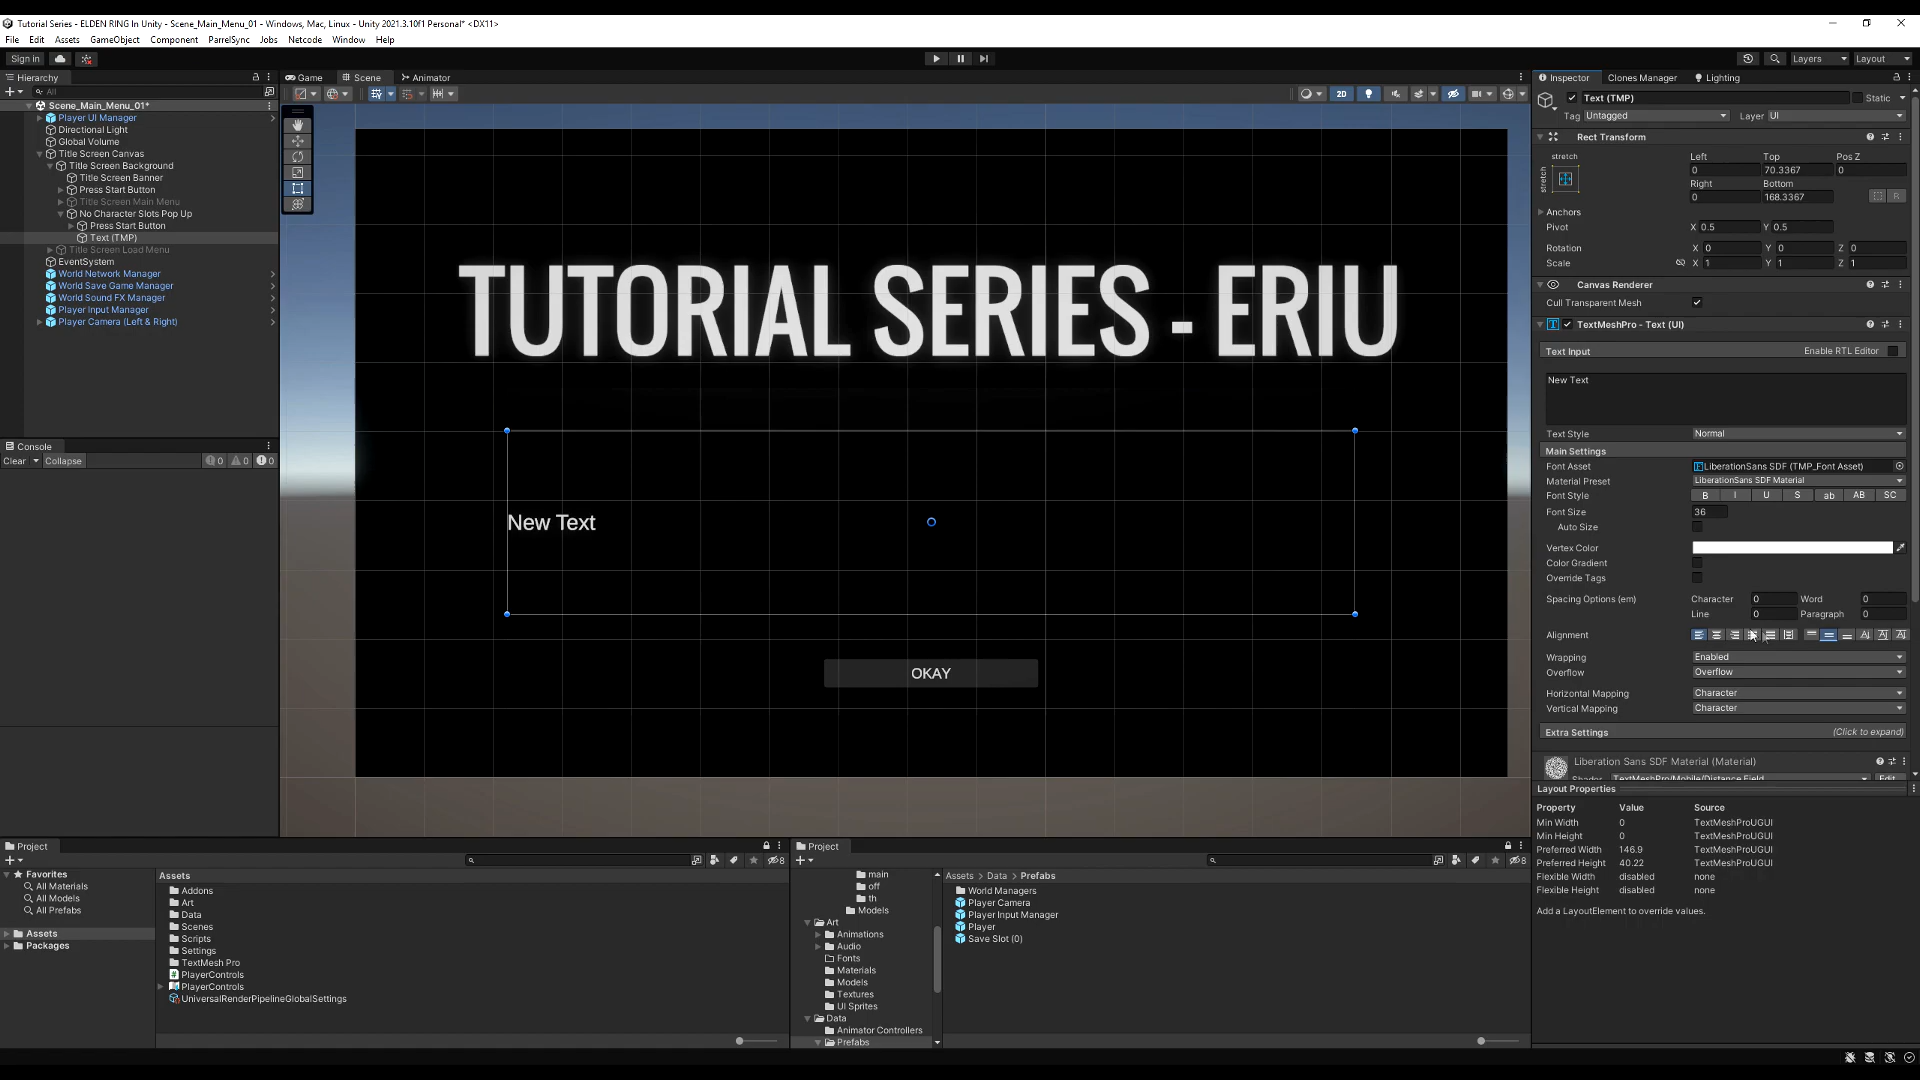 Tutorial Series - ELDEN RING In Unity - Scene_Main_Menu_01 - Windows, Mac, Linux - Unity 2021.3.10f1 Personal* <DX11>
File Edit Assets GameObject Component ParrelSync Jobs Netcode Window Help
Sign in
Layers Layout
Hierarchy
All
Scene_Main_Menu_01*
Player UI Manager
Directional Light
Global Volume
Title Screen Canvas
Title Screen Background
Title Screen Banner
Press Start Button
Title Screen Main Menu
No Character Slots Pop Up
Press Start Button
Text (TMP)
Title Screen Load Menu
EventSystem
World Network Manager
World Save Game Manager
World Sound FX Manager
Player Input Manager
Player Camera (Left & Right)
Console
Clear Collapse 0 0 0
Game Scene Animator
2D
TUTORIAL SERIES - ERIU
New Text
OKAY
Inspector Clones Manager Lighting
Text (TMP) Static
Tag Untagged Layer UI
Rect Transform
stretch Left Top Pos Z
stretch 0 70.3367 0
Right Bottom
0 168.3367 R
Anchors
Pivot X 0.5 Y 0.5
Rotation X 0 Y 0 Z 0
Scale X 1 Y 1 Z 1
Canvas Renderer
Cull Transparent Mesh
TextMeshPro - Text (UI)
Text Input Enable RTL Editor
New Text
Text Style Normal
Main Settings
Font Asset LiberationSans SDF (TMP_Font Asset)
Material Preset LiberationSans SDF Material
Font Style B I U S ab AB SC
Font Size 36
Auto Size
Vertex Color
Color Gradient
Override Tags
Spacing Options (em) Character 0 Word 0
Line 0 Paragraph 0
Alignment
Wrapping Enabled
Overflow Overflow
Horizontal Mapping Character
Vertical Mapping Character
Extra Settings (Click to expand)
Liberation Sans SDF Material (Material)
Shader TextMeshPro/Mobile/Distance Field Edit
Layout Properties
Property Value Source
Min Width 0 TextMeshProUGUI
Min Height 0 TextMeshProUGUI
Preferred Width 146.9 TextMeshProUGUI
Preferred Height 40.22 TextMeshProUGUI
Flexible Width disabled none
Flexible Height disabled none
Add a LayoutElement to override values.
Project
8
Favorites
All Materials
All Models
All Prefabs
Assets
Packages
Assets
Addons
Art
Data
Scenes
Scripts
Settings
TextMesh Pro
PlayerControls
PlayerControls
UniversalRenderPipelineGlobalSettings
Project
8
main
off
th
Models
Art
Animations
Audio
Fonts
Materials
Models
Textures
UI Sprites
Data
Animator Controllers
Prefabs
Assets > Data > Prefabs
World Managers
Player Camera
Player Input Manager
Player
Save Slot (0)